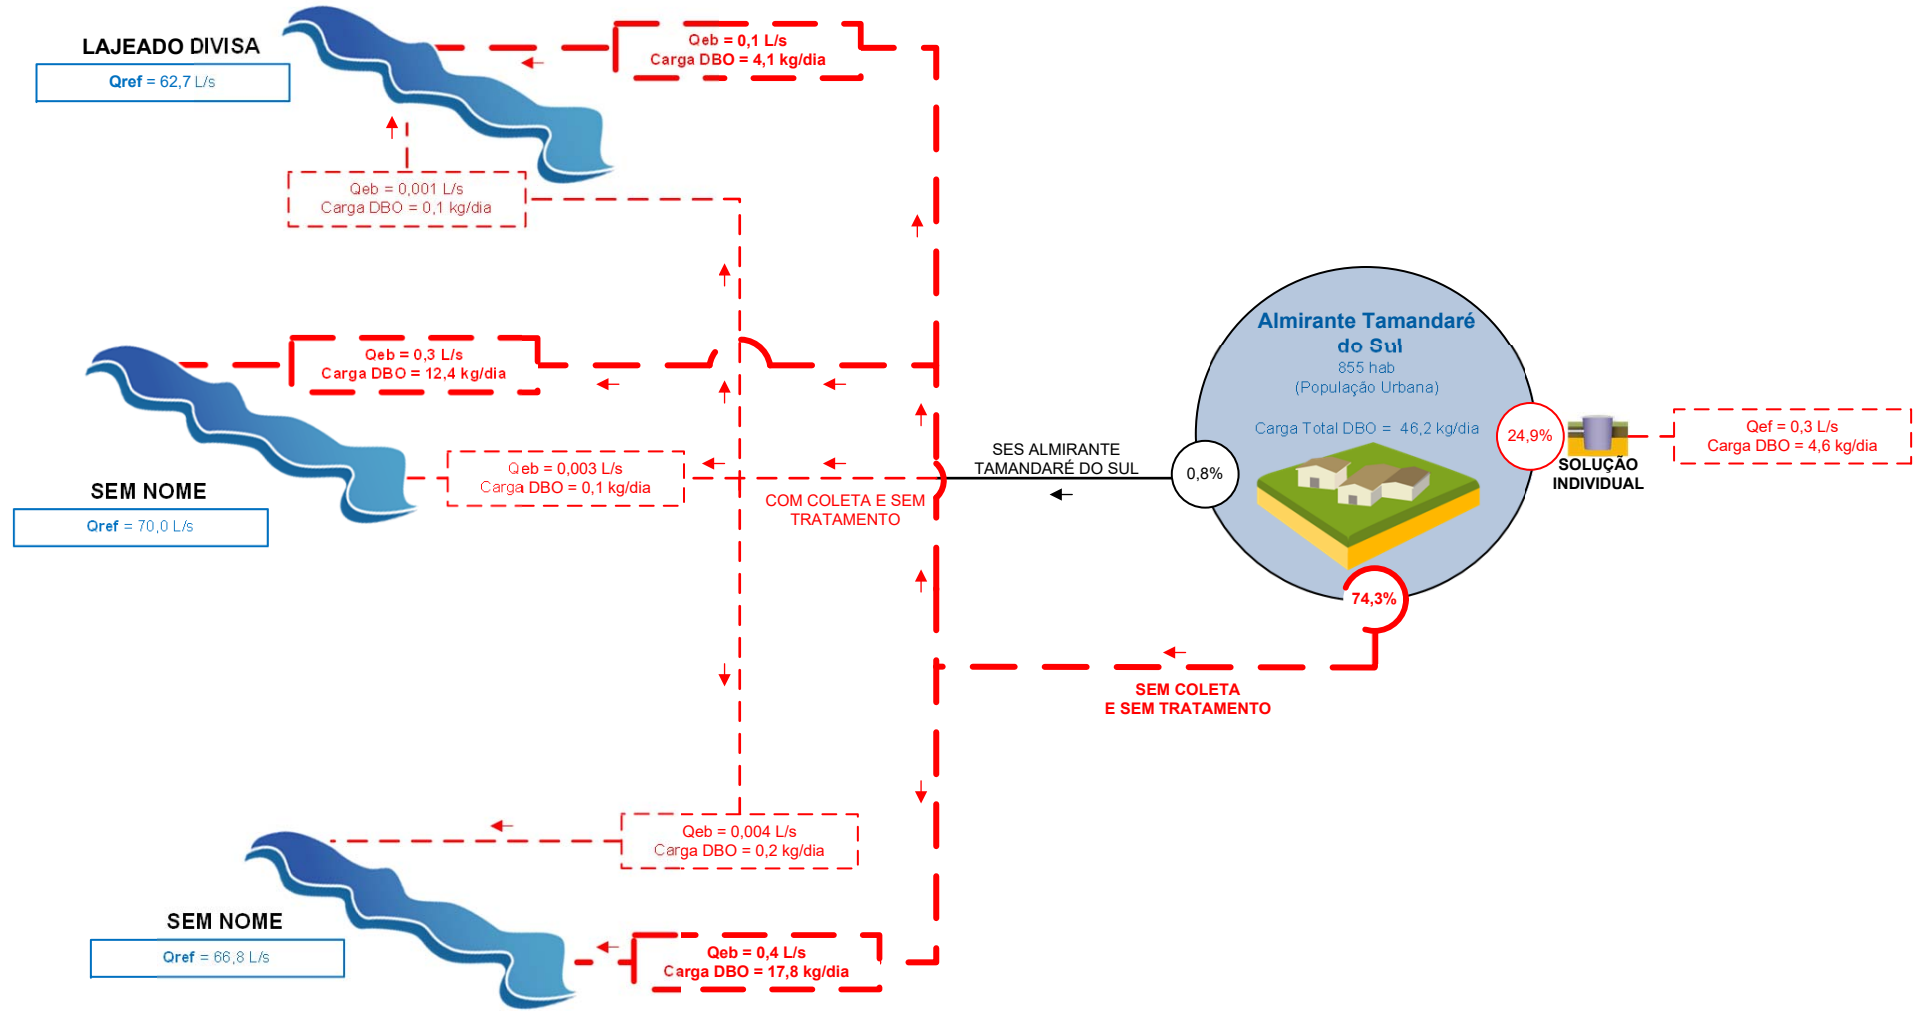 LAJEADO DIVISA
Qref = 62,7 L/s
Qeb = 0,1 L/s
Carga DBO = 4,1 kg/dia
Qeb = 0,001 L/s
Carga DBO = 0,1 kg/dia
Qeb = 0,3 L/s
Carga DBO = 12,4 kg/dia
SEM NOME
Qref = 70,0 L/s
Qeb = 0,003 L/s
Carga DBO = 0,1 kg/dia
COM COLETA E SEM
TRATAMENTO
SES ALMIRANTE
TAMANDARÉ DO SUL
0,8%
Almirante Tamandaré
do Sul
855 hab
(População Urbana)
Carga Total DBO = 46,2 kg/dia
24,9%
SOLUÇÃO
INDIVIDUAL
Qef = 0,3 L/s
Carga DBO = 4,6 kg/dia
74,3%
SEM COLETA
E SEM TRATAMENTO
Qeb = 0,004 L/s
Carga DBO = 0,2 kg/dia
SEM NOME
Qref = 66,8 L/s
Qeb = 0,4 L/s
Carga DBO = 17,8 kg/dia